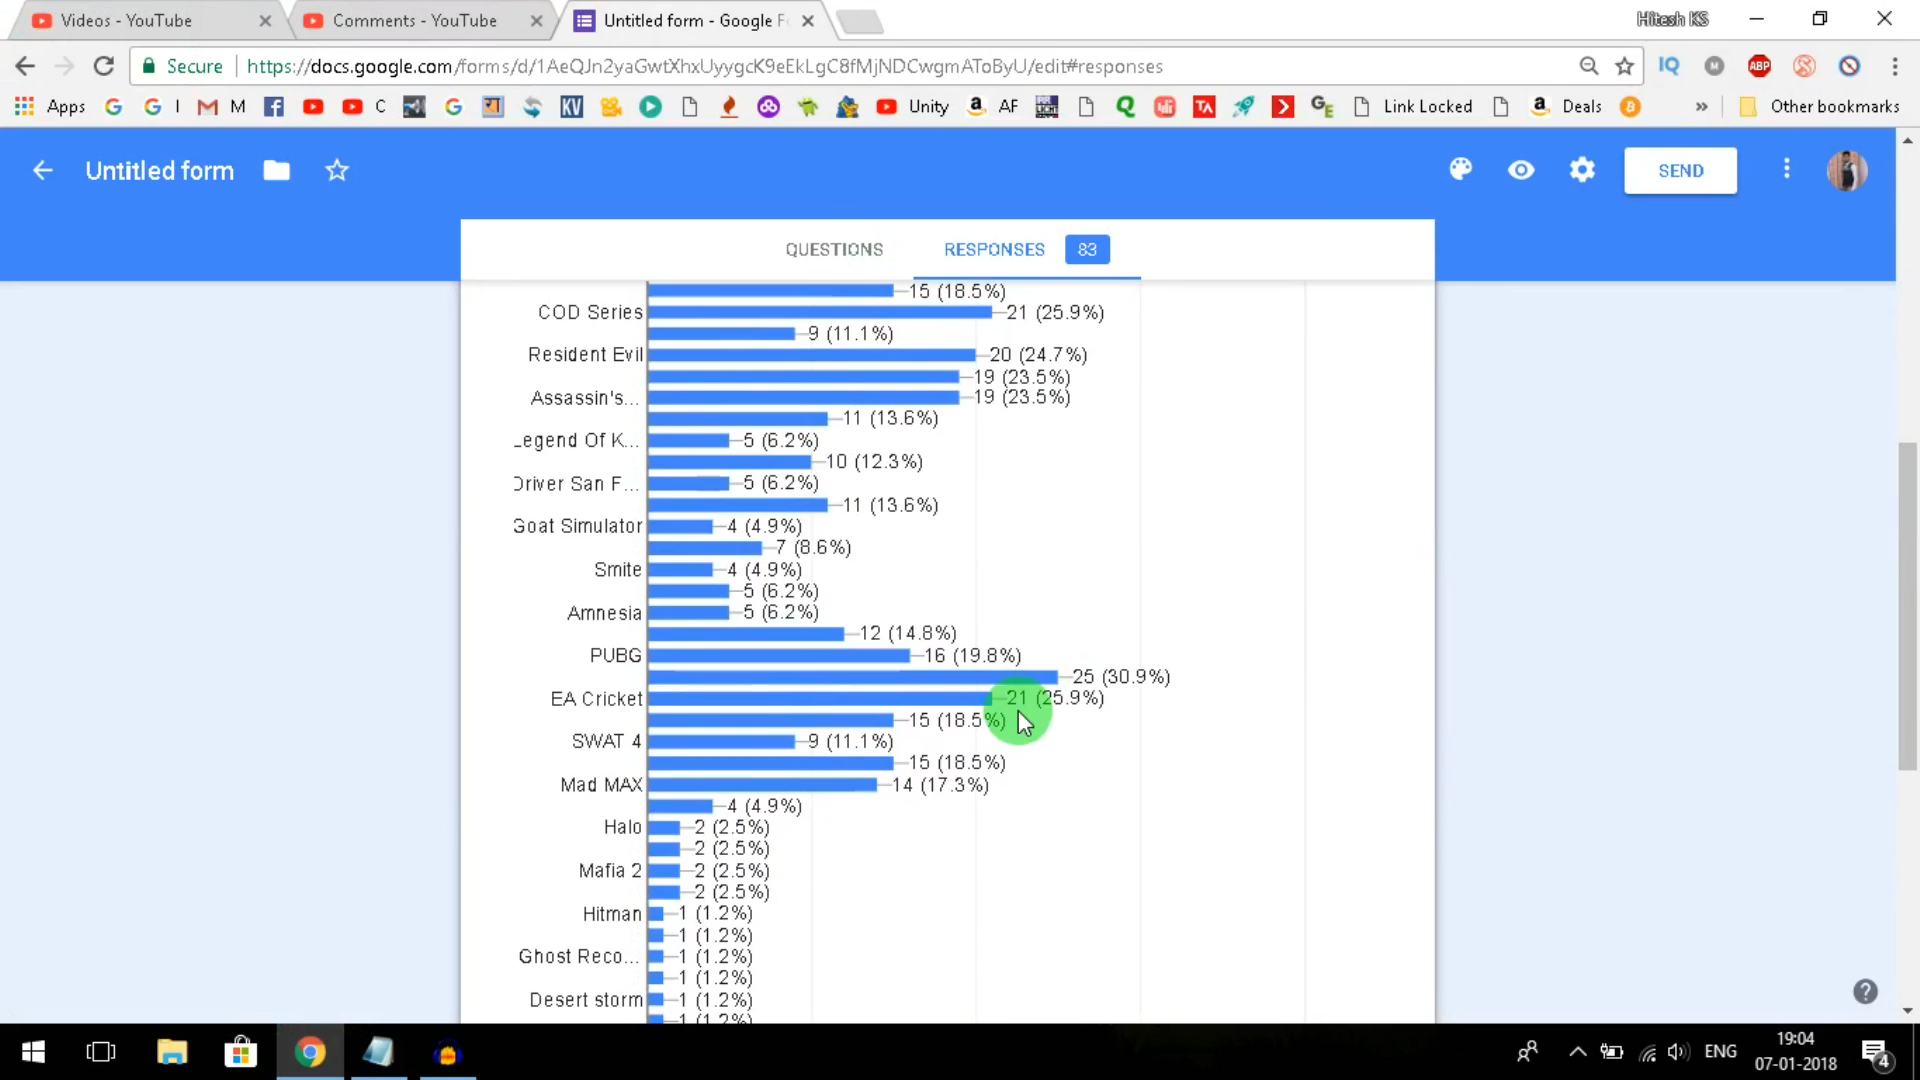 Videos - YouTube
Comments - YouTube
Untitled form - Google F
Hitesh KS
Secure
https://docs.google.com/forms/d/1AeQJn2yaGwtXhxUyygcK9eEkLgC8fMjNDCwgmAToByU/edit#responses
Apps
I
M
C
Unity
AF
Link Locked
Deals
Other bookmarks
Untitled form
SEND
QUESTIONS
RESPONSES 83
15 (18.5%)
COD Series 21 (25.9%)
9 (11.1%)
Resident Evil 20 (24.7%)
19 (23.5%)
Assassin's... 19 (23.5%)
11 (13.6%)
Legend Of K... 5 (6.2%)
10 (12.3%)
Driver San F... 5 (6.2%)
11 (13.6%)
Goat Simulator 4 (4.9%)
7 (8.6%)
Smite 4 (4.9%)
5 (6.2%)
Amnesia 5 (6.2%)
12 (14.8%)
PUBG 16 (19.8%)
25 (30.9%)
EA Cricket 21 (25.9%)
15 (18.5%)
SWAT 4 9 (11.1%)
15 (18.5%)
Mad MAX 14 (17.3%)
4 (4.9%)
Halo 2 (2.5%)
2 (2.5%)
Mafia 2 2 (2.5%)
2 (2.5%)
Hitman 1 (1.2%)
1 (1.2%)
Ghost Reco... 1 (1.2%)
1 (1.2%)
Desert storm 1 (1.2%)
1 (1.2%)
ENG
19:04
07-01-2018
4